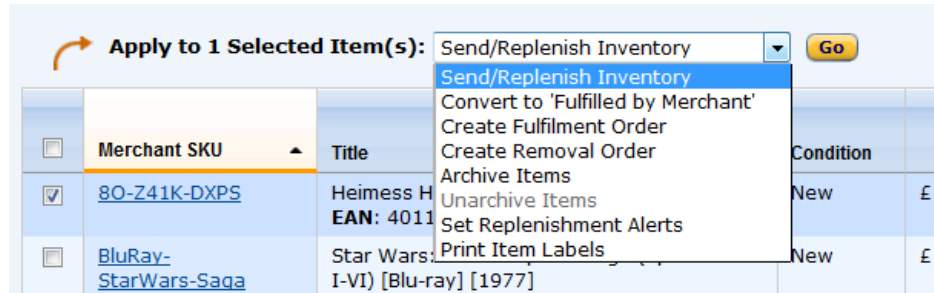 Apply to 1 Selected Item(s): Send/Replenish Inventory Go
Send/Replenish Inventory
Convert to 'Fulfilled by Merchant'
Create Fulfilment Order
Create Removal Order
Archive Items
Unarchive Items
Set Replenishment Alerts
Print Item Labels
Merchant SKU Title Condition
8O-Z41K-DXPS Heimess H New £
EAN: 4011
BluRay- Star Wars: New £
StarWars-Saga I-VI) [Blu-ray] [1977]